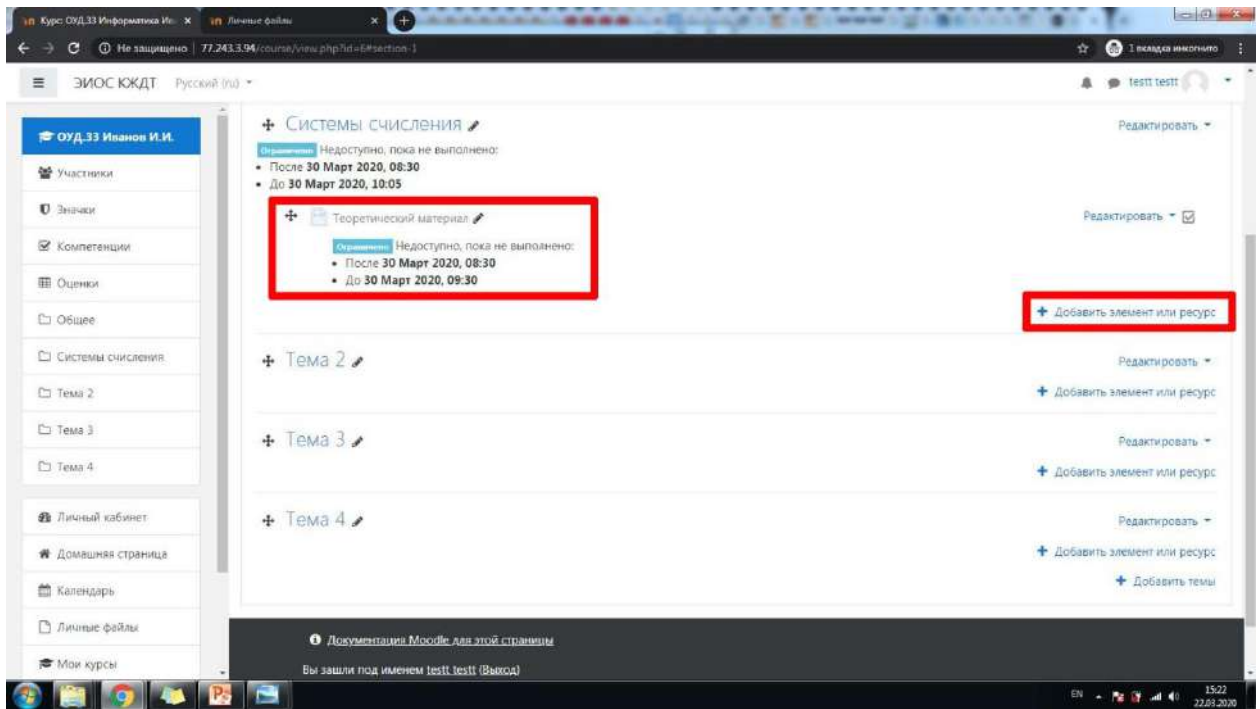 Курс: ОУД.33 Информатика Ив
Личные файлы
Не защищено
77.243.3.94/course/view.php?id=6#section-1
1 вкладка инкогнито
ЭИОС КЖДТ
Русский (ru)
testt testt
ОУД.33 Иванов И.И.
Участники
Значки
Компетенции
Оценки
Общее
Системы счисления
Тема 2
Тема 3
Тема 4
Личный кабинет
Домашняя страница
Календарь
Личные файлы
Мои курсы
Системы счисления
Редактировать
Ограничено Недоступно, пока не выполнено:
• После 30 Март 2020, 08:30
• До 30 Март 2020, 10:05
Теоретический материал
Редактировать
Ограничено Недоступно, пока не выполнено:
• После 30 Март 2020, 08:30
• До 30 Март 2020, 09:30
Добавить элемент или ресурс
Тема 2
Редактировать
Добавить элемент или ресурс
Тема 3
Редактировать
Добавить элемент или ресурс
Тема 4
Редактировать
Добавить элемент или ресурс
Добавить темы
Документация Moodle для этой страницы
Вы зашли под именем testt testt (Выход)
EN
15:22
22.03.2020